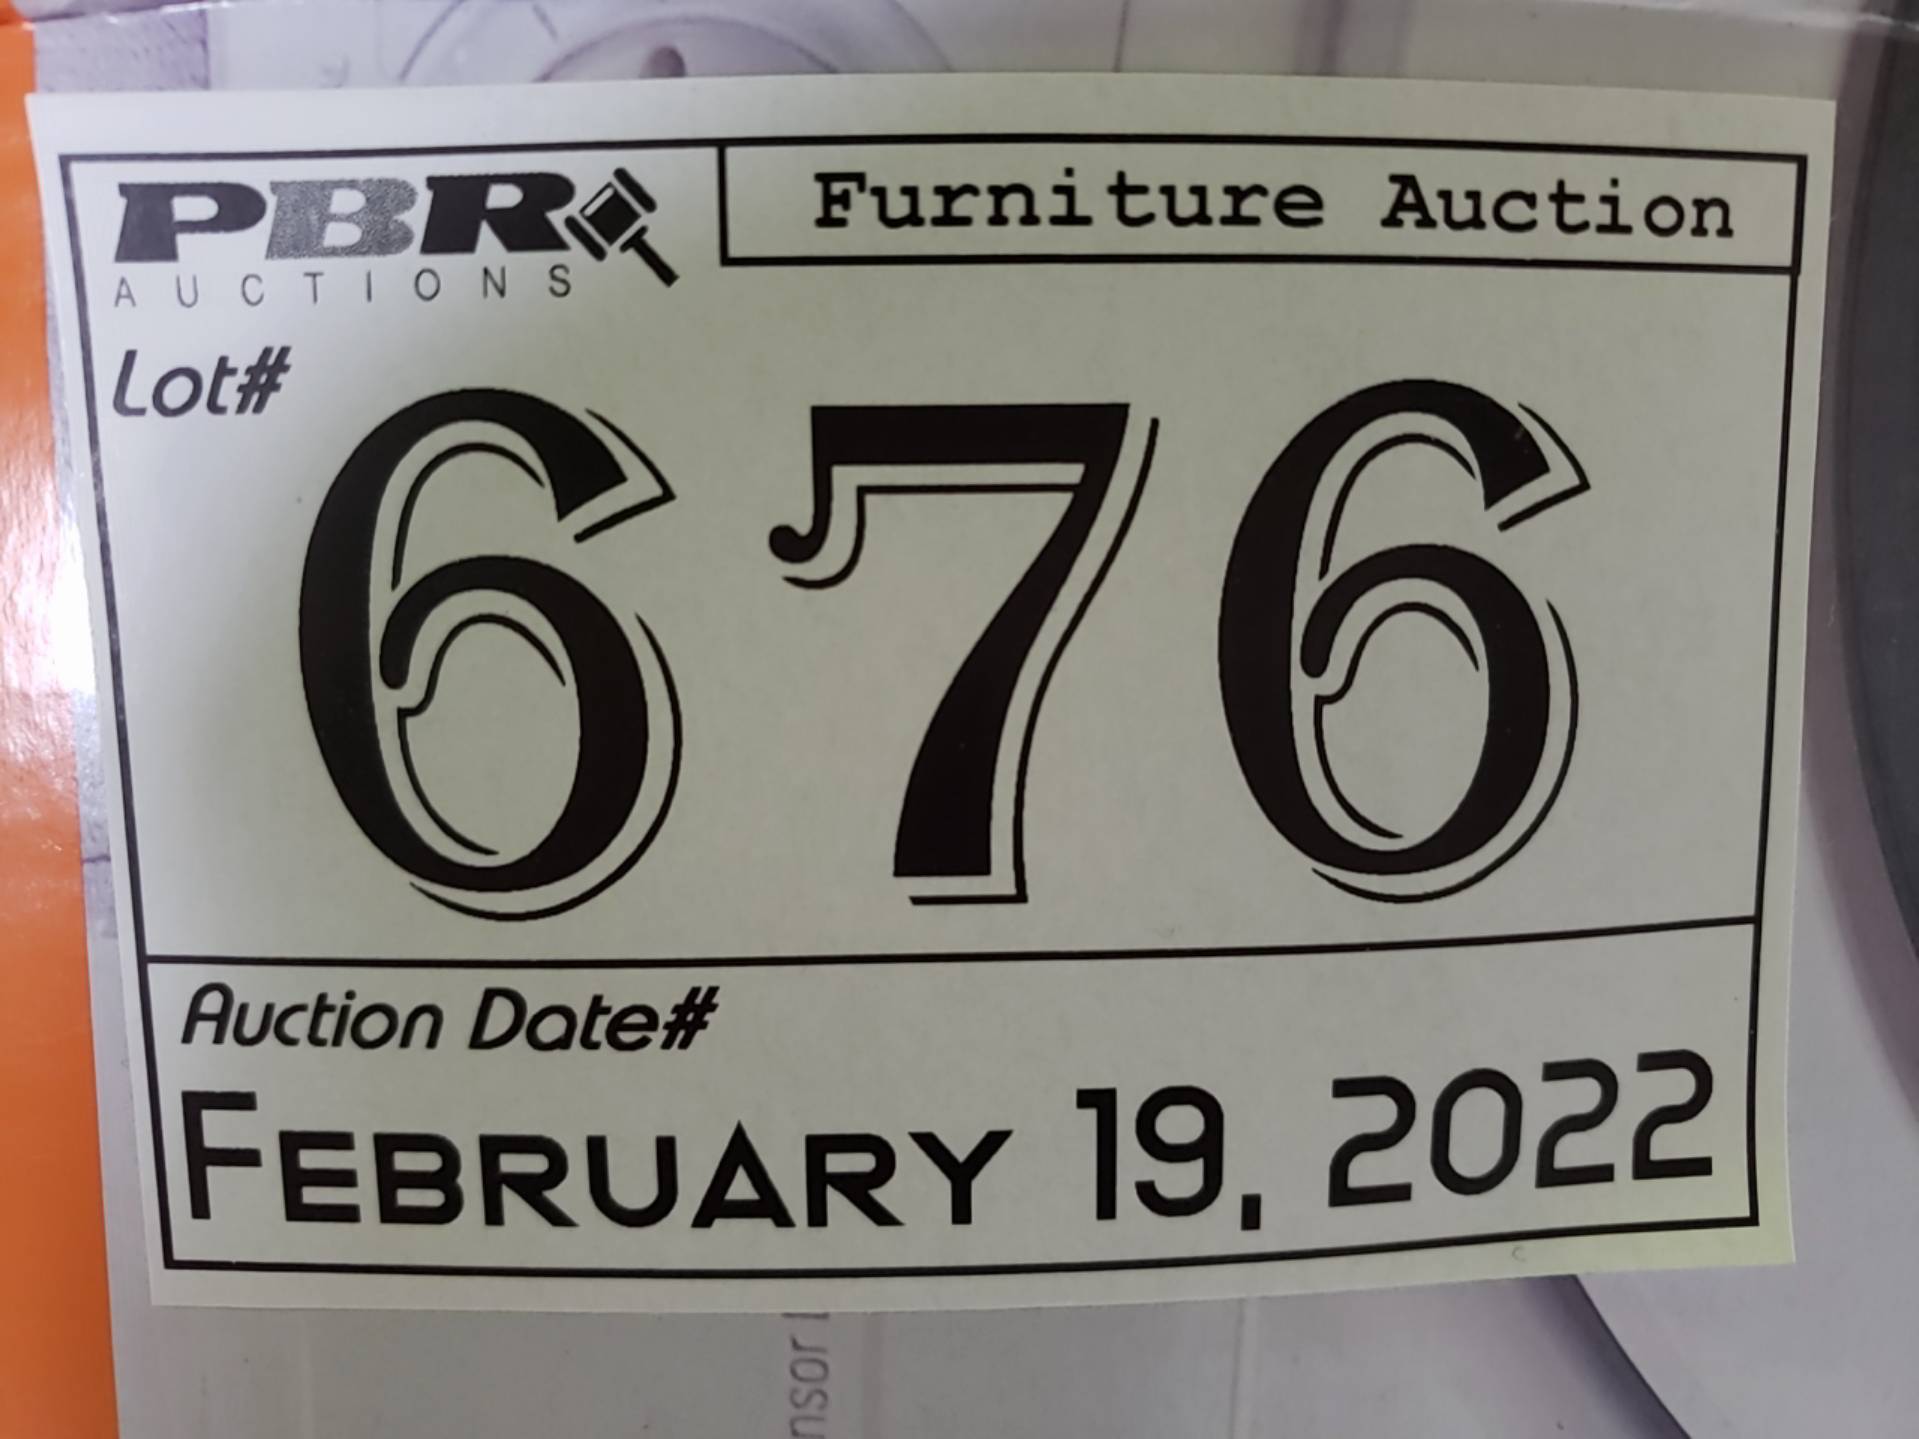 PBR
AUCTIONS
Furniture Auction
Lot#
676
Auction Date#
FEBRUARY 19, 2022